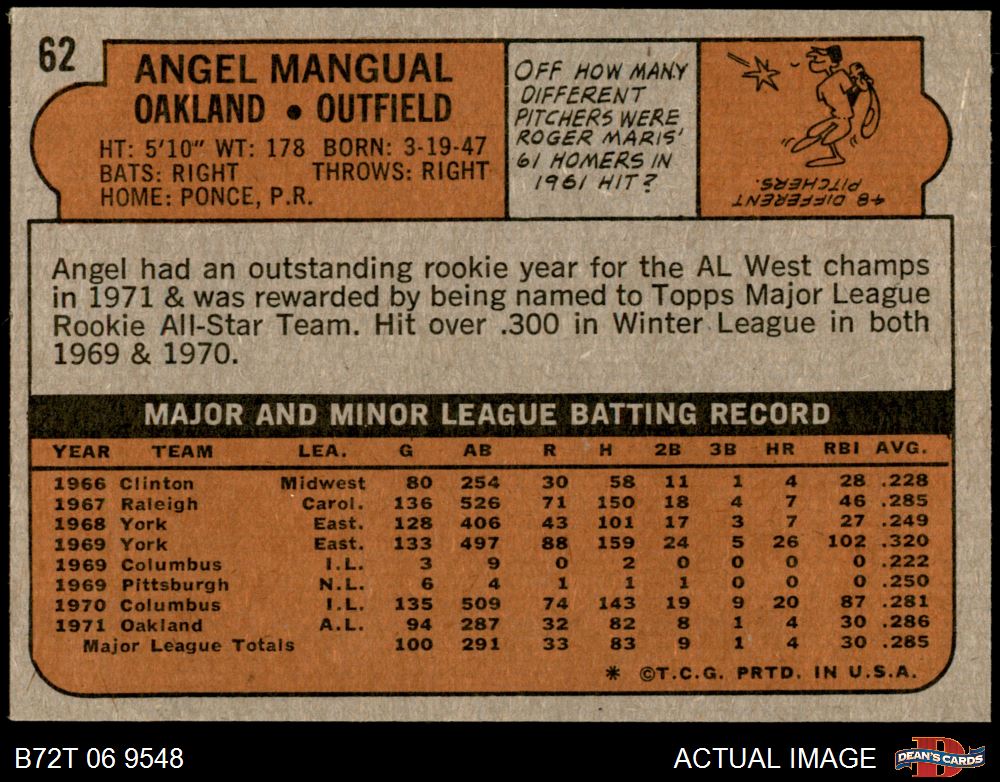 62
ANGEL MANGUAL
OAKLAND • OUTFIELD
HT: 5'10" WT: 178 BORN: 3-19-47
BATS: RIGHT THROWS: RIGHT
HOME: PONCE, P.R.
OFF HOW MANY
DIFFERENT
PITCHERS WERE
ROGER MARIS'
61 HOMERS IN
1961 HIT?
48 DIFFERENT
PITCHERS.
Angel had an outstanding rookie year for the AL West champs
in 1971 & was rewarded by being named to Topps Major League
Rookie All-Star Team. Hit over .300 in Winter League in both
1969 & 1970.
MAJOR AND MINOR LEAGUE BATTING RECORD
YEAR TEAM LEA. G AB R H 2B 3B HR RBI AVG.
1966 Clinton Midwest 80 254 30 58 11 1 4 28 .228
1967 Raleigh Carol. 136 526 71 150 18 4 7 46 .285
1968 York East. 128 406 43 101 17 3 7 27 .249
1969 York East. 133 497 88 159 24 5 26 102 .320
1969 Columbus I.L. 3 9 0 2 0 0 0 0 .222
1969 Pittsburgh N.L. 6 4 1 1 1 0 0 0 .250
1970 Columbus I.L. 135 509 74 143 19 9 20 87 .281
1971 Oakland A.L. 94 287 32 82 8 1 4 30 .286
Major League Totals 100 291 33 83 9 1 4 30 .285
* ©T.C.G. PRTD. IN U.S.A.
B72T 06 9548
ACTUAL IMAGE
D
DEAN'S CARDS